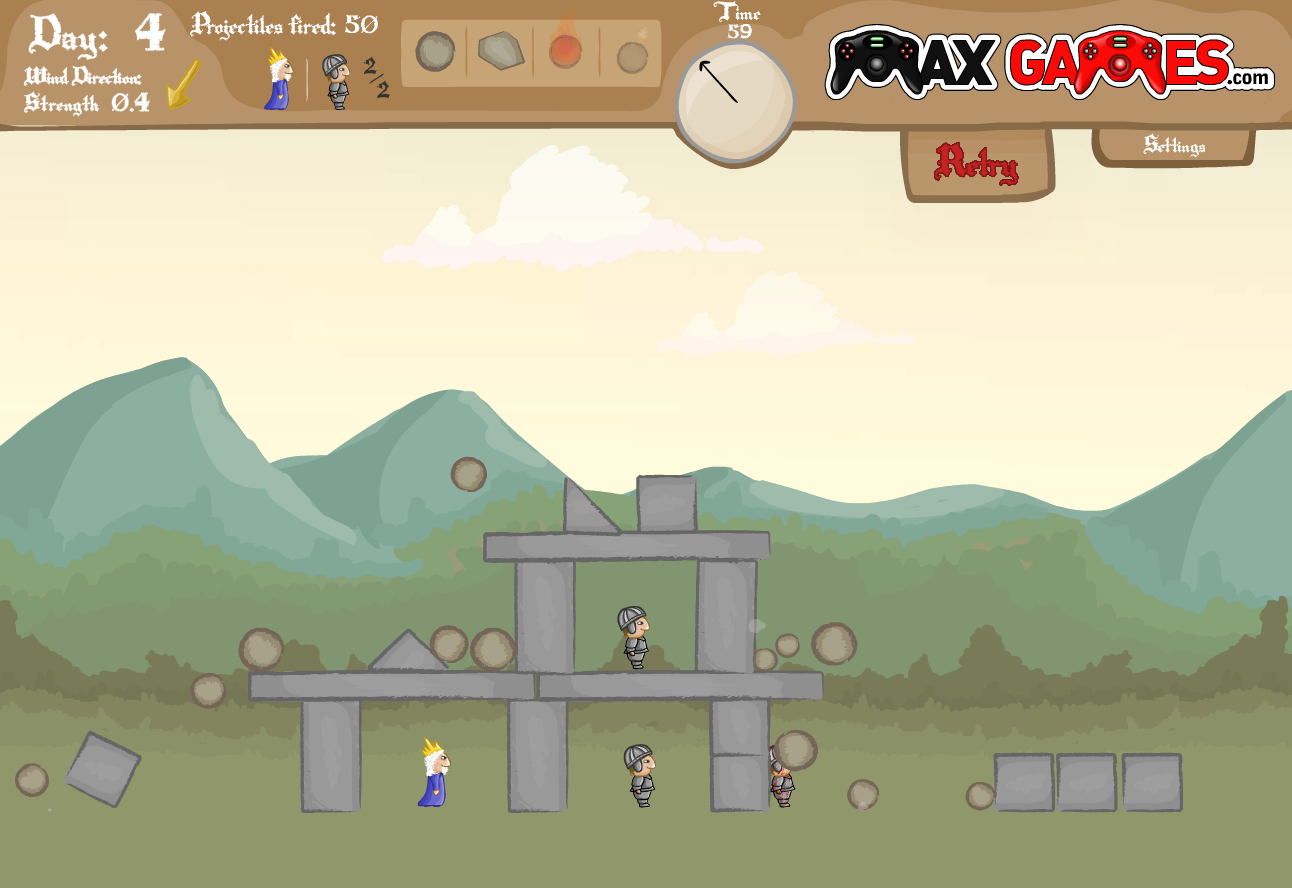 Day: 4
Projectiles fired: 50
Wind Direction:
Strength 0.4
2/2
Time
59
MAX GAMES.com
Retry
Settings